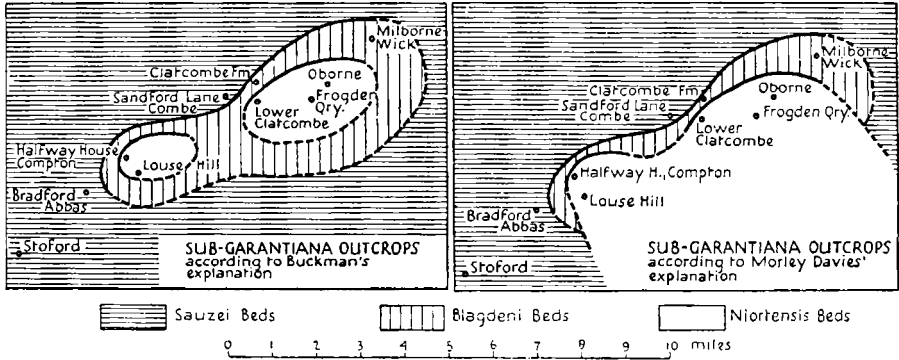 Milborne
Wick
Clatcombe Fm
Oborne
Sandford Lane
Combe
Frogden
Qry.
Lower
Clatcombe
Halfway House
Compton
Louse Hill
Bradford
Abbas
Stoford
SUB-GARANTIANA OUTCROPS
according to Buckman's
explanation
Milborne
Wick
Clatcombe Fm
Oborne
Sandford Lane
Combe
Frogden Qry.
Lower
Clatcombe
Halfway H., Compton
Louse Hill
Bradford
Abbas
Stoford
SUB-GARANTIANA OUTCROPS
according to Morley Davies'
explanation
Sauzei Beds
Blagdeni Beds
Niortensis Beds
0 1 2 3 4 5 6 7 8 9 10 miles